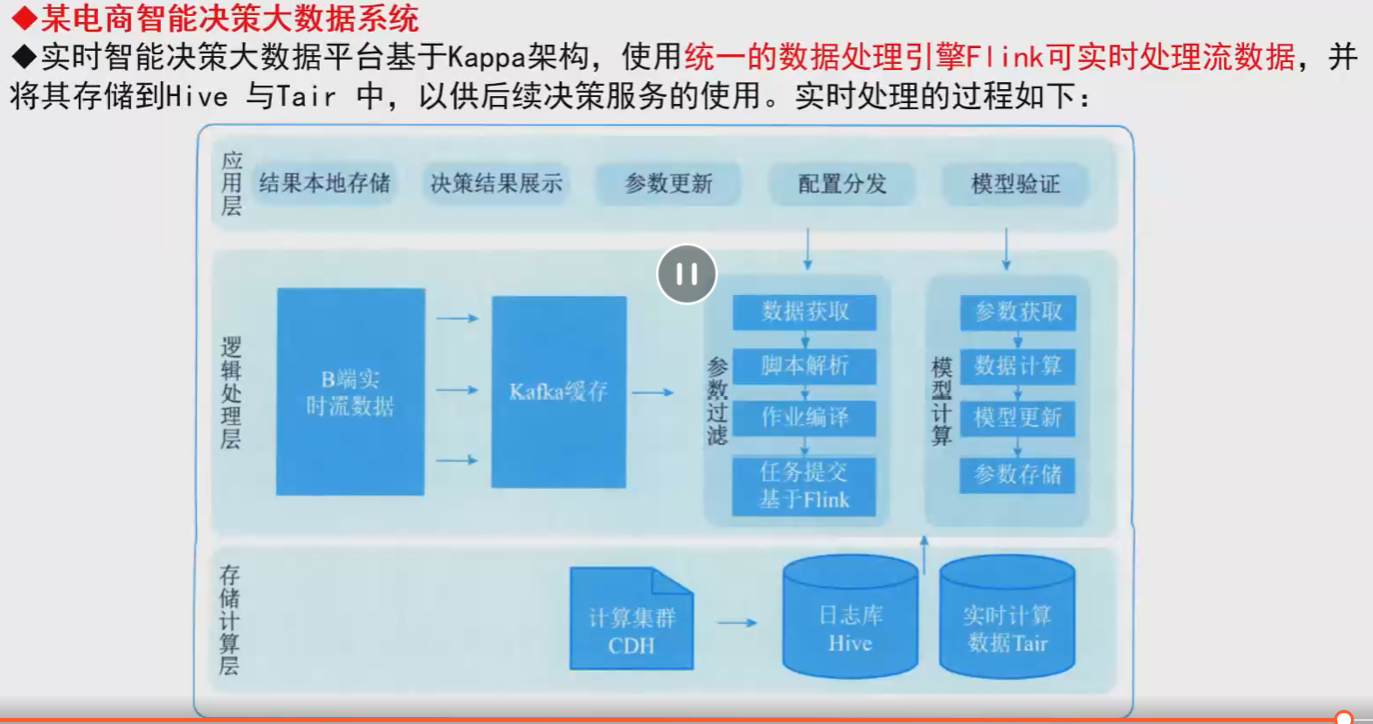 ◆某电商智能决策大数据系统
◆实时智能决策大数据平台基于Kappa架构，使用统一的数据处理引擎Flink可实时处理流数据，并
将其存储到Hive 与Tair 中，以供后续决策服务的使用。实时处理的过程如下：
应用层
结果本地存储
决策结果展示
参数更新
配置分发
模型验证
逻辑处理层
B端实
时流数据
Kafka缓存
参数过滤
数据获取
脚本解析
作业编译
任务提交
基于Flink
模型计算
参数获取
数据计算
模型更新
参数存储
存储计算层
计算集群
CDH
日志库
Hive
实时计算
数据Tair